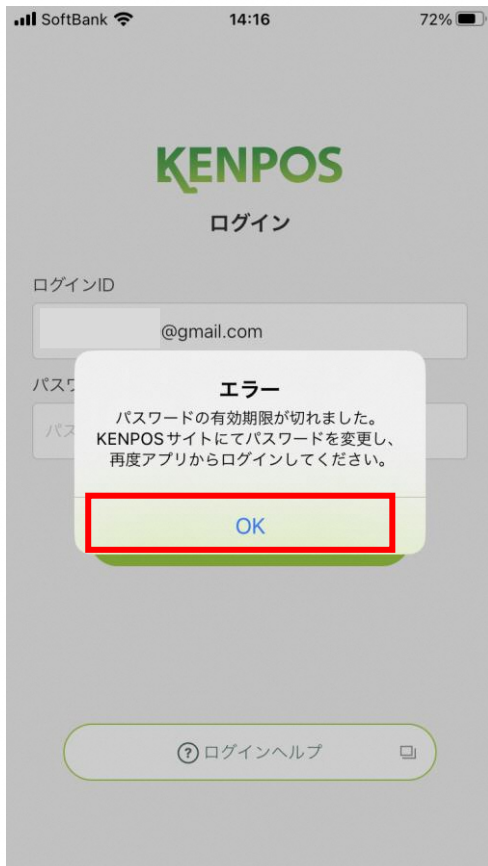 SoftBank 14:16 72%
KENPOS
ログイン
ログインID
@gmail.com
パスワ
エラー
パスワードの有効期限が切れました。
KENPOSサイトにてパスワードを変更し、
再度アプリからログインしてください。
パス
OK
?ログインヘルプ